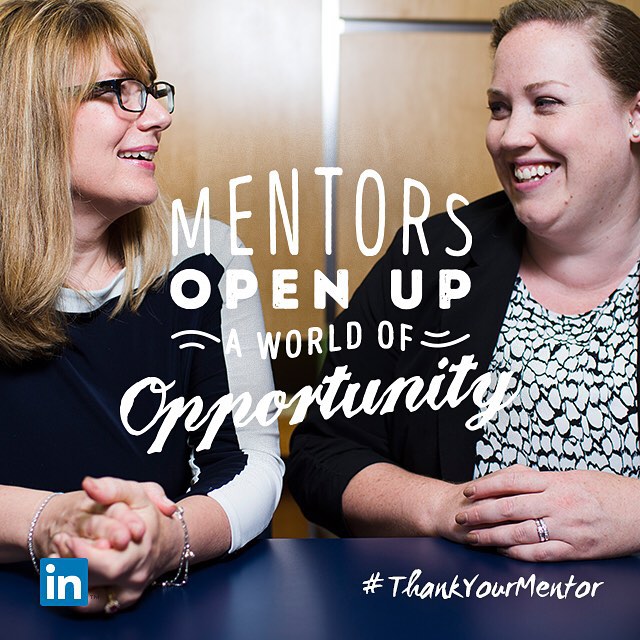 MENTORS
OPEN UP
A WORLD OF
Opportunity
in
#ThankYourMentor